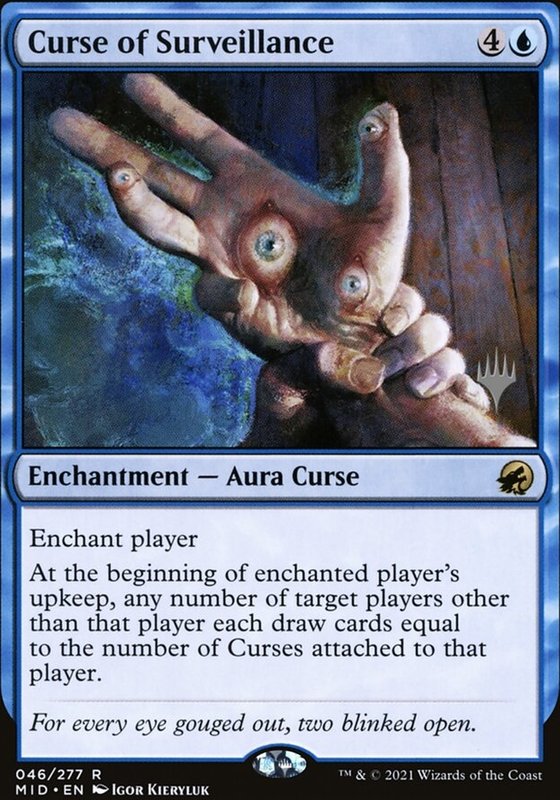 Curse of Surveillance
4
Enchantment — Aura Curse
Enchant player
At the beginning of enchanted player's
upkeep, any number of target players other
than that player each draw cards equal
to the number of Curses attached to that
player.
For every eye gouged out, two blinked open.
046/277 R
MID • EN Igor Kieryluk
™ & © 2021 Wizards of the Coast